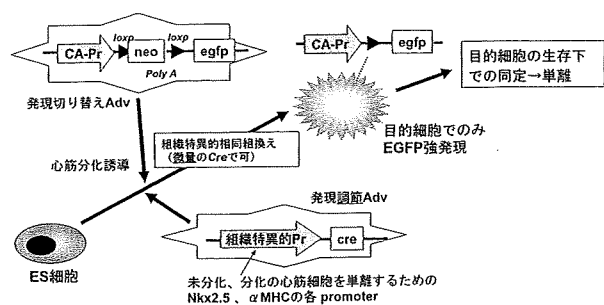 loxp
loxp
CA-Pr
neo
egfp
Poly A
発現切り替えAdv
CA-Pr
egfp
目的細胞の生存下
での同定→単離
目的細胞でのみ
EGFP強発現
組織特異的相同組換え
(微量のCreで可)
心筋分化誘導
発現調節Adv
組織特異的Pr
cre
ES細胞
未分化、分化の心筋細胞を単離するための
Nkx2.5 、αMHCの各 promoter